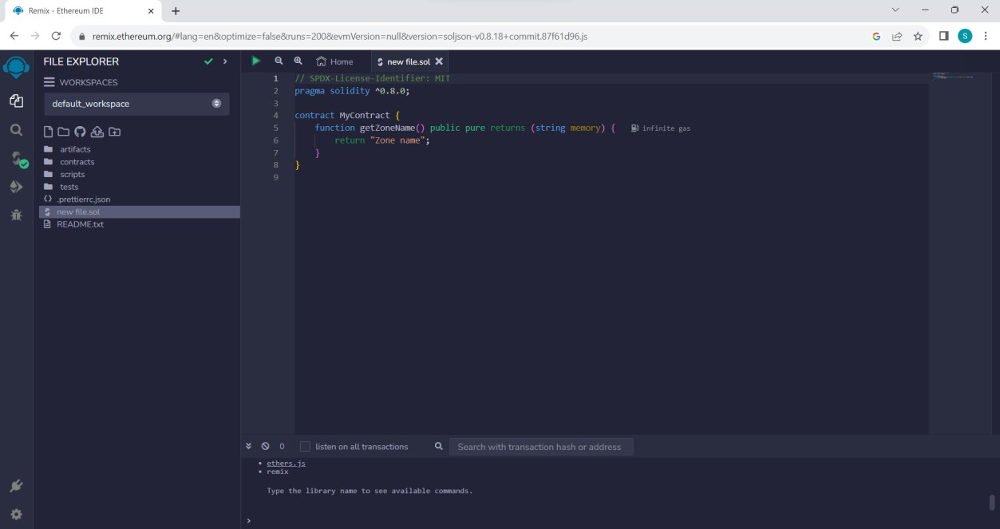 Remix - Ethereum IDE
remix.ethereum.org/#lang=en&optimize=false&runs=200&evmVersion=null&version=soljson-v0.8.18+commit.87f61d96.js
G
S
FILE EXPLORER
WORKSPACES
default_workspace
artifacts
contracts
scripts
tests
{} .prettierrc.json
new file.sol
README.txt
Home
new file.sol
1 // SPDX-License-Identifier: MIT
2 pragma solidity ^0.8.0;
3
4 contract MyContract {
5 function getZoneName() public pure returns (string memory) { infinite gas
6 return "Zone name";
7 }
8 }
9
0 listen on all transactions Search with transaction hash or address
• ethers.js
• remix
Type the library name to see available commands.
>